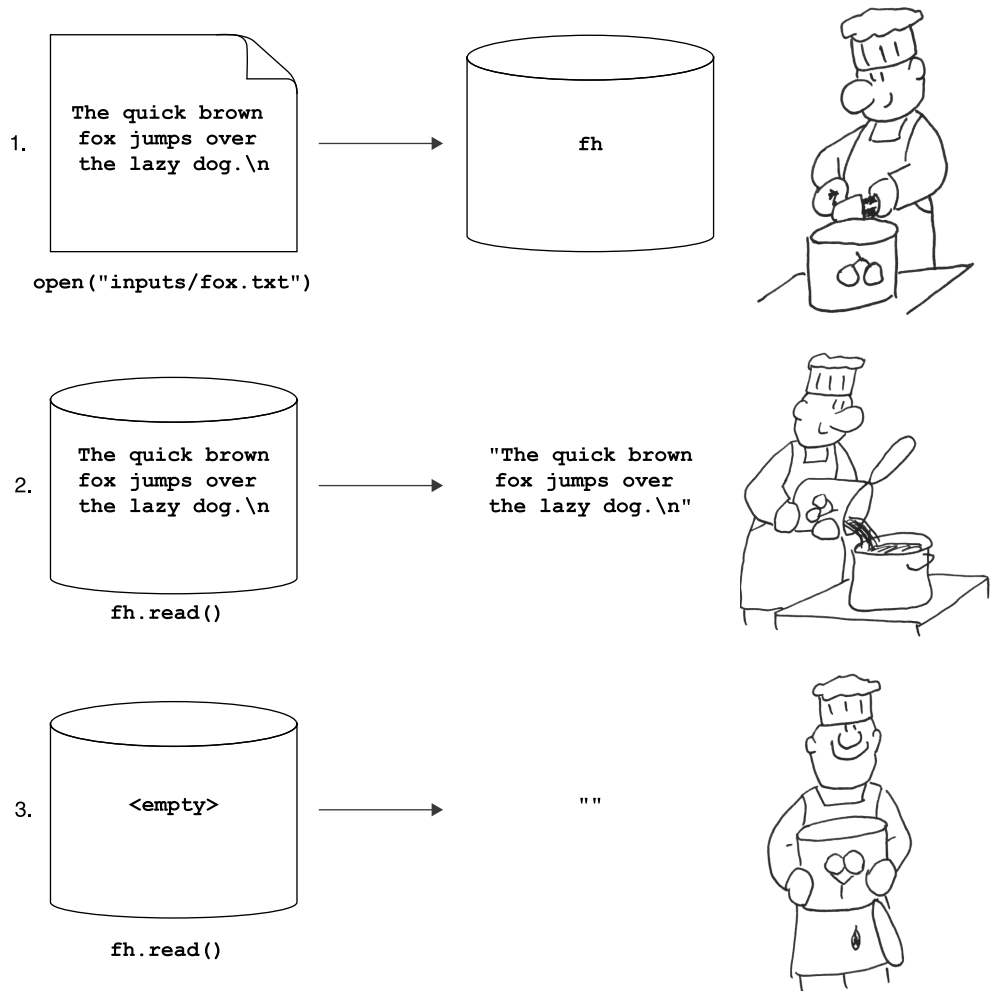 1.
The quick brown
fox jumps over
the lazy dog.\n
fh
open("inputs/fox.txt")
2.
The quick brown
fox jumps over
the lazy dog.\n
"The quick brown
fox jumps over
the lazy dog.\n"
fh.read()
3.
<empty>
""
fh.read()